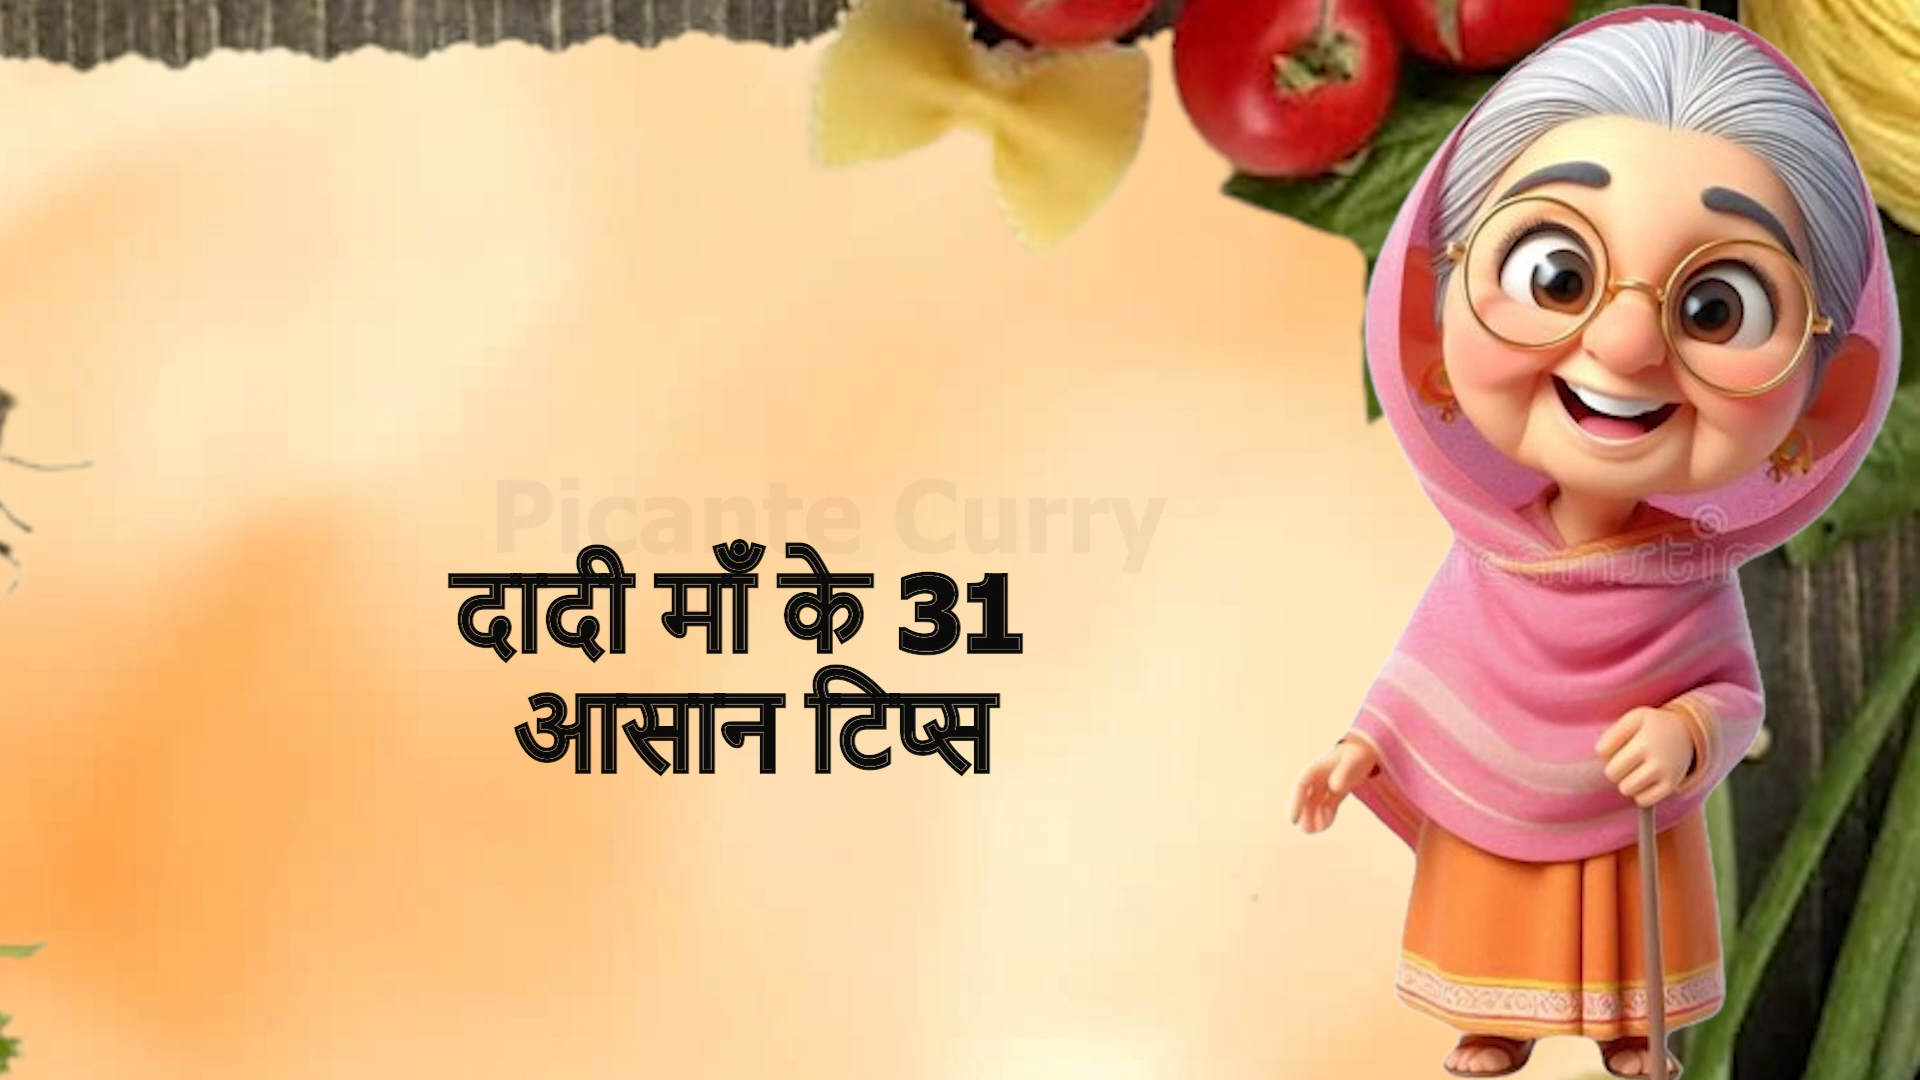 Picante Curry
दादी माँ के 31
आसान टिप्स